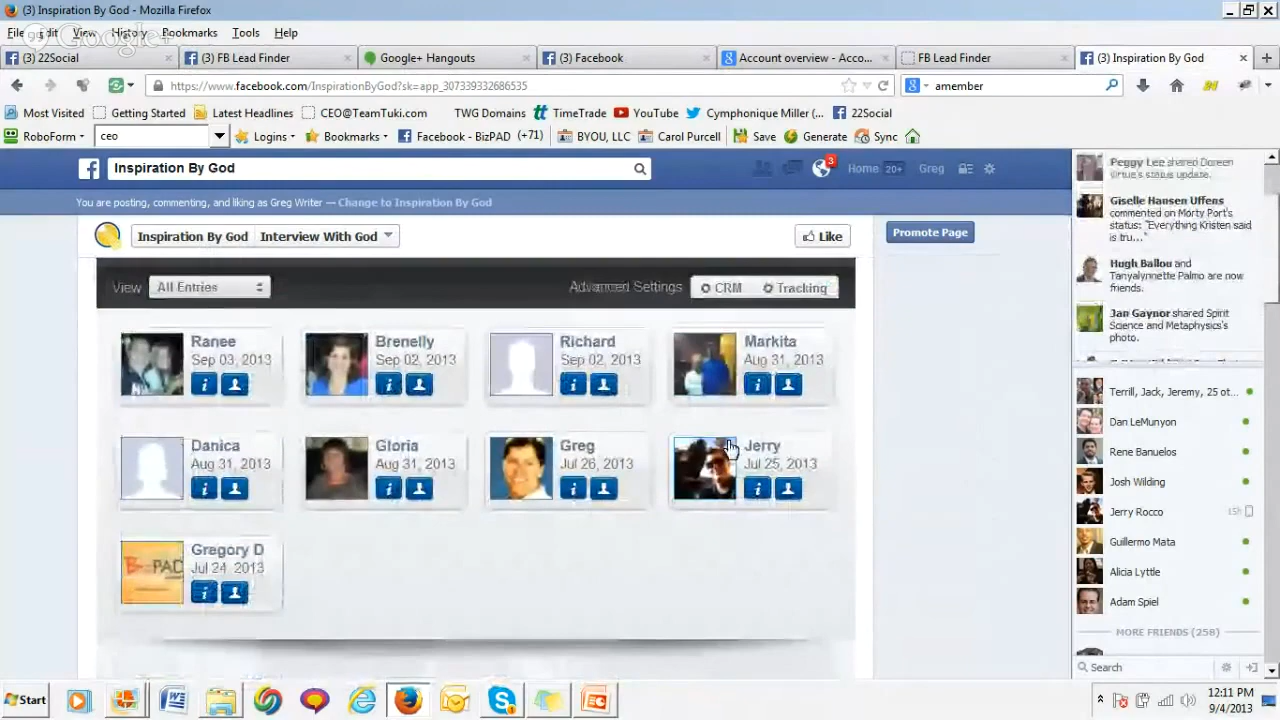 (3) Inspiration By God - Mozilla Firefox
File Edit View History Bookmarks Tools Help
Google+
(3) 22Social
(3) FB Lead Finder
Google+ Hangouts
(3) Facebook
Account overview - Acco...
FB Lead Finder
(3) Inspiration By God
https://www.facebook.com/InspirationByGod?sk=app_307339332686535
amember
Most Visited Getting Started Latest Headlines CEO@TeamTuki.com TWG Domains TimeTrade YouTube Cymphonique Miller (... 22Social
RoboForm ceo Logins Bookmarks Facebook - BizPAD (+71) BYOU, LLC Carol Purcell Save Generate Sync
Inspiration By God
3
Home 20+ Greg
You are posting, commenting, and liking as Greg Writer — Change to Inspiration By God
Inspiration By God Interview With God
Like
Promote Page
View All Entries
Advanced Settings CRM Tracking
Ranee
Sep 03, 2013
Brenelly
Sep 02, 2013
Richard
Sep 02, 2013
Markita
Aug 31, 2013
Danica
Aug 31, 2013
Gloria
Aug 31, 2013
Greg
Jul 26, 2013
Jerry
Jul 25, 2013
Gregory D
Jul 24, 2013
Peggy Lee shared Doreen
Virtue's status update.
Giselle Hansen Uffens
commented on Morty Port's
status: "Everything Kristen said
is tru..."
Hugh Ballou and
Tanyalynnette Palmo are now
friends.
Jan Gaynor shared Spirit
Science and Metaphysics's
photo.
Terrill, Jack, Jeremy, 25 ot...
Dan LeMunyon
Rene Banuelos
Josh Wilding
Jerry Rocco 15h
Guillermo Mata
Alicia Lyttle
Adam Spiel
MORE FRIENDS (258)
Search
Start
12:11 PM
9/4/2013